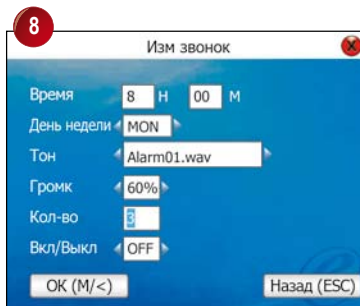 8
Изм звонок
Время 8 H 00 M
День недели MON
Тон Alarm01.wav
Громк 60%
Кол-во 3
Вкл/Выкл OFF
OK (M/<) Назад (ESC)